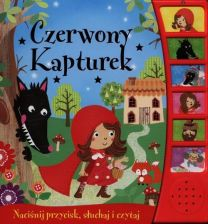 Czerwony
Kapturek
Naciśnij przycisk, słuchaj i czytaj